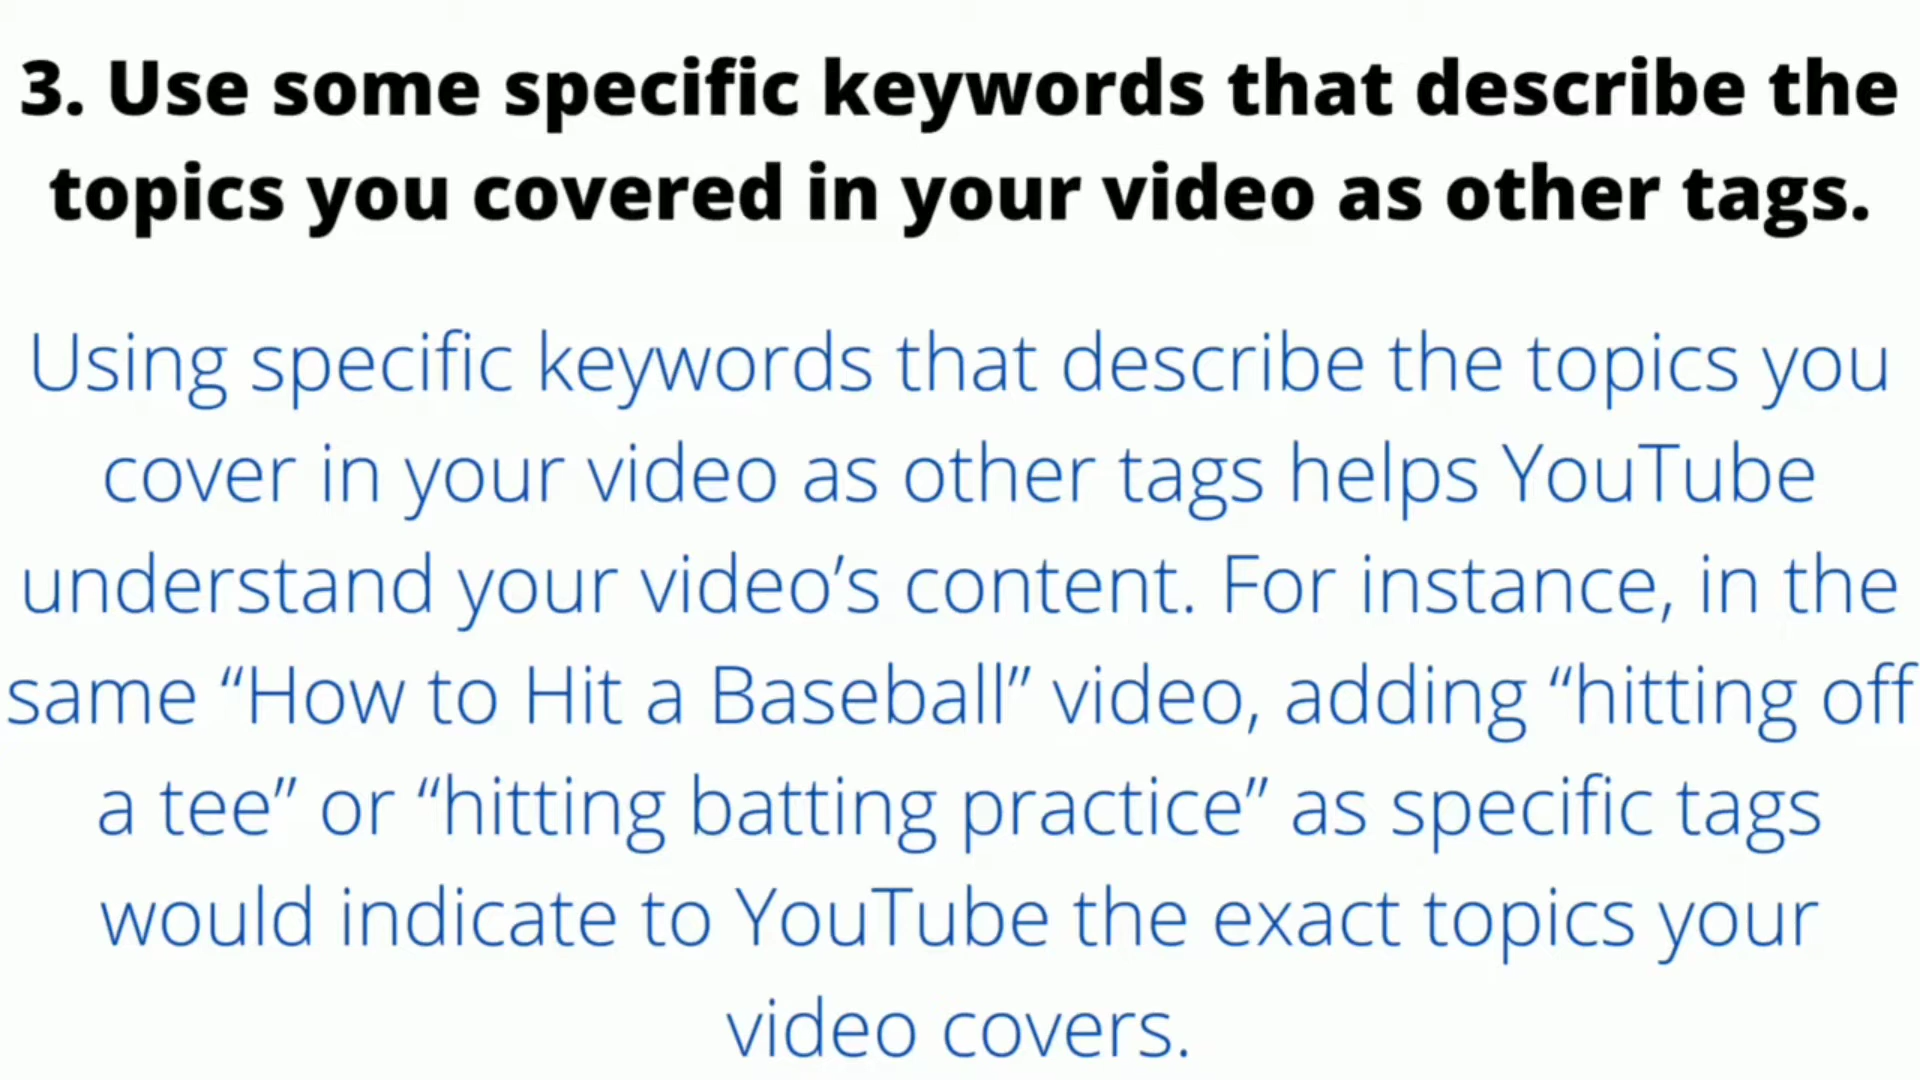 3. Use some specific keywords that describe the
topics you covered in your video as other tags.
Using specific keywords that describe the topics you
cover in your video as other tags helps YouTube
understand your video’s content. For instance, in the
same “How to Hit a Baseball” video, adding “hitting off
a tee” or “hitting batting practice” as specific tags
would indicate to YouTube the exact topics your
video covers.